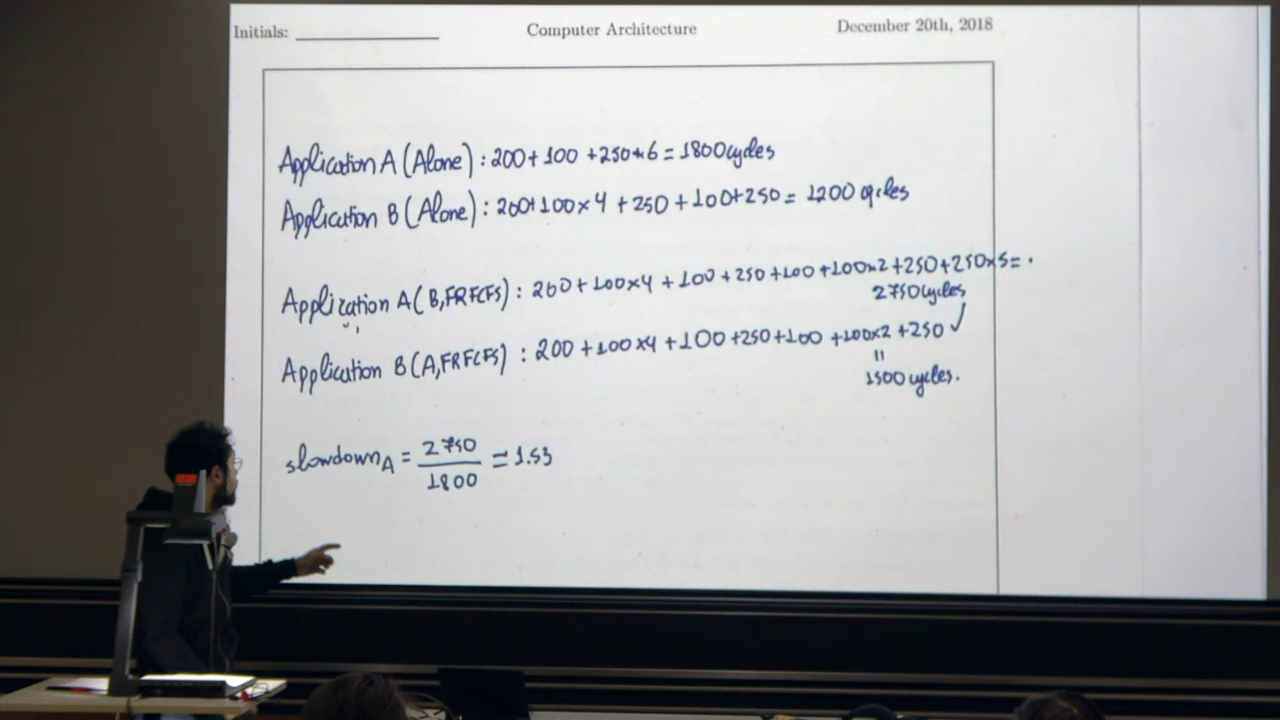 Initials: Computer Architecture December 20th, 2018
Application A (Alone) : 200 + 100 + 250*6 = 1800 cycles
Application B (Alone) : 200+100×4 + 250 + 100+250 = 1200 cycles
Application A (B, FRFCFS) : 200 + 100×4 + 100 + 250 + 100 + 100×2 + 250 + 250×5 =
2750 cycles
Application B (A, FRFCFS) : 200 + 100×4 + 100 + 250 + 100 + 100×2 + 250
=
1500 cycles.
slowdown_A = 2750 / 1800 = 1.53